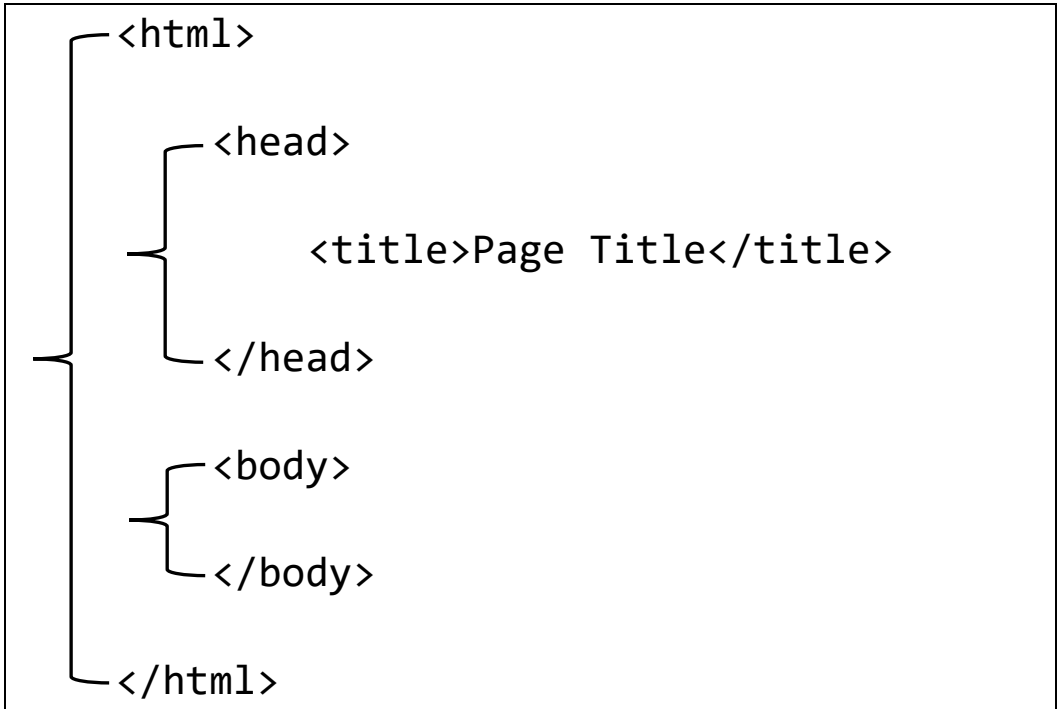 <html>
<head>
<title>Page Title</title>
</head>
<body>
</body>
</html>